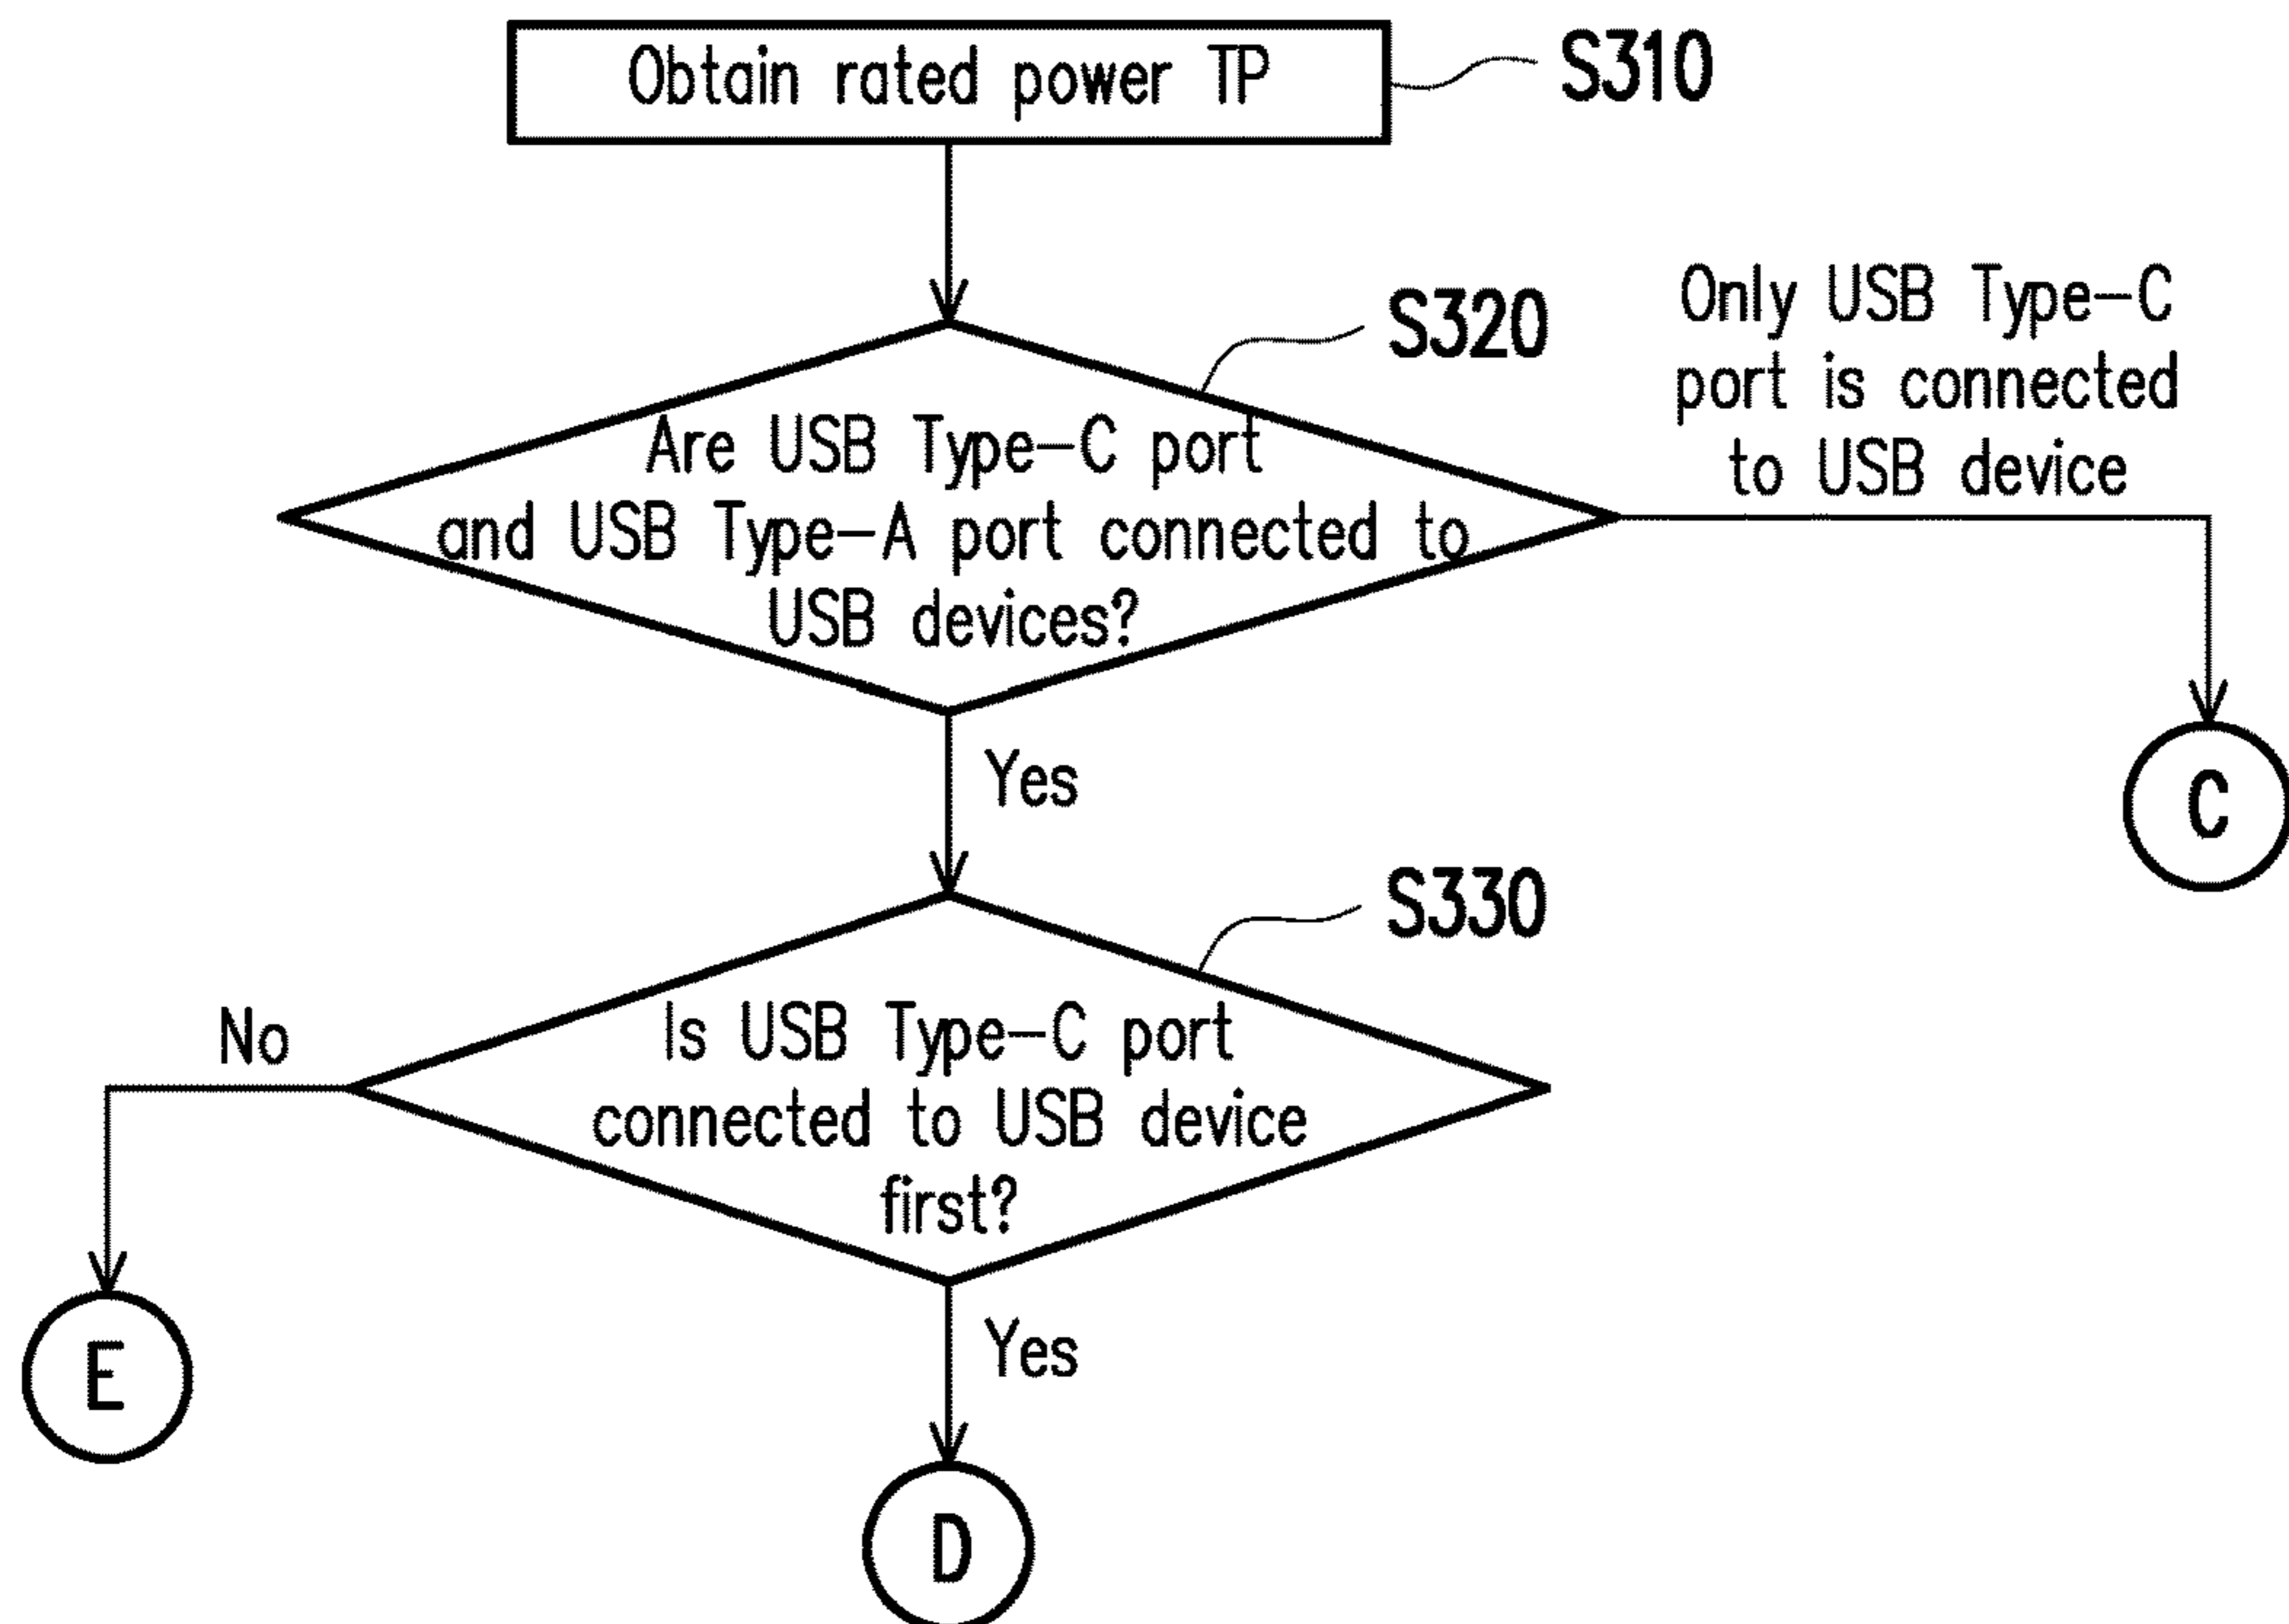 Obtain rated power TP
S310
S320
Only USB Type-C
port is connected
to USB device
Are USB Type-C port
and USB Type-A port connected to
USB devices?
Yes
C
S330
No
Is USB Type-C port
connected to USB device
first?
E
Yes
D